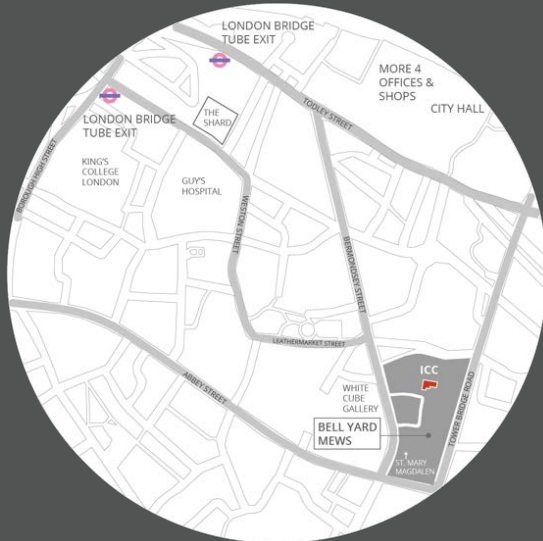 LONDON BRIDGE
TUBE EXIT
MORE 4
OFFICES &
SHOPS
CITY HALL
TODLEY STREET
LONDON BRIDGE
TUBE EXIT
THE
SHARD
BOROUGH HIGH STREET
KING'S
COLLEGE
LONDON
GUY'S
HOSPITAL
WESTON STREET
BERMONDSEY STREET
LEATHERMARKET STREET
ABBEY STREET
ICC
WHITE
CUBE
GALLERY
TOWER BRIDGE ROAD
BELL YARD
MEWS
ST. MARY
MAGDALEN